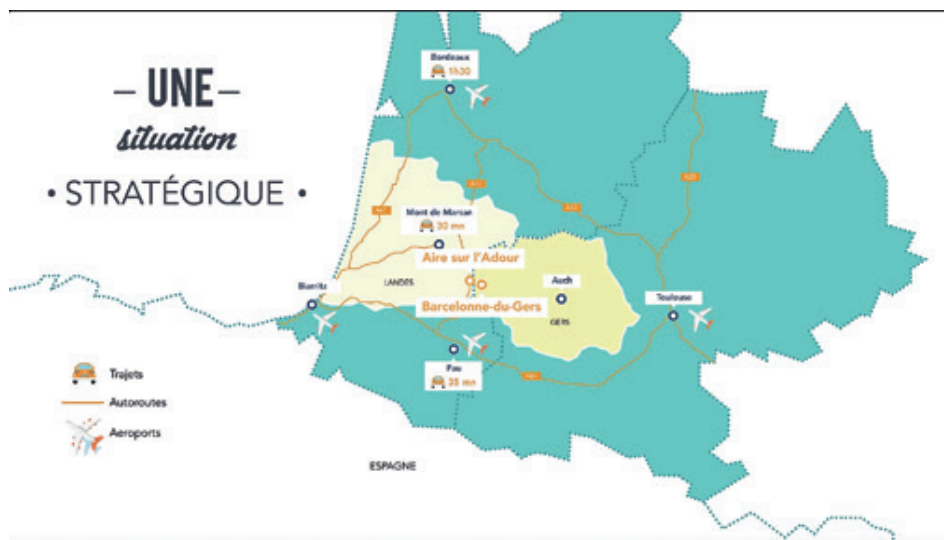 – UNE –
situation
• STRATÉGIQUE •
Bordeaux
1h30
Mont de Marsan
30 mn
Aire sur l'Adour
LANDES
Barcelonne-du-Gers
Auch
GERS
Biarritz
Toulouse
Pau
35 mn
Trajets
Autoroutes
Aeroports
ESPAGNE